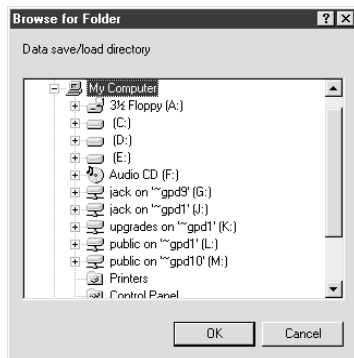 Browse for Folder
Data save/load directory
My Computer
3½ Floppy (A:)
(C:)
(D:)
(E:)
Audio CD (F:)
jack on '~gpd9' (G:)
jack on '~gpd1' (J:)
upgrades on '~gpd1' (K:)
public on '~gpd1' (L:)
public on '~gpd10' (M:)
Printers
Control Panel
OK Cancel